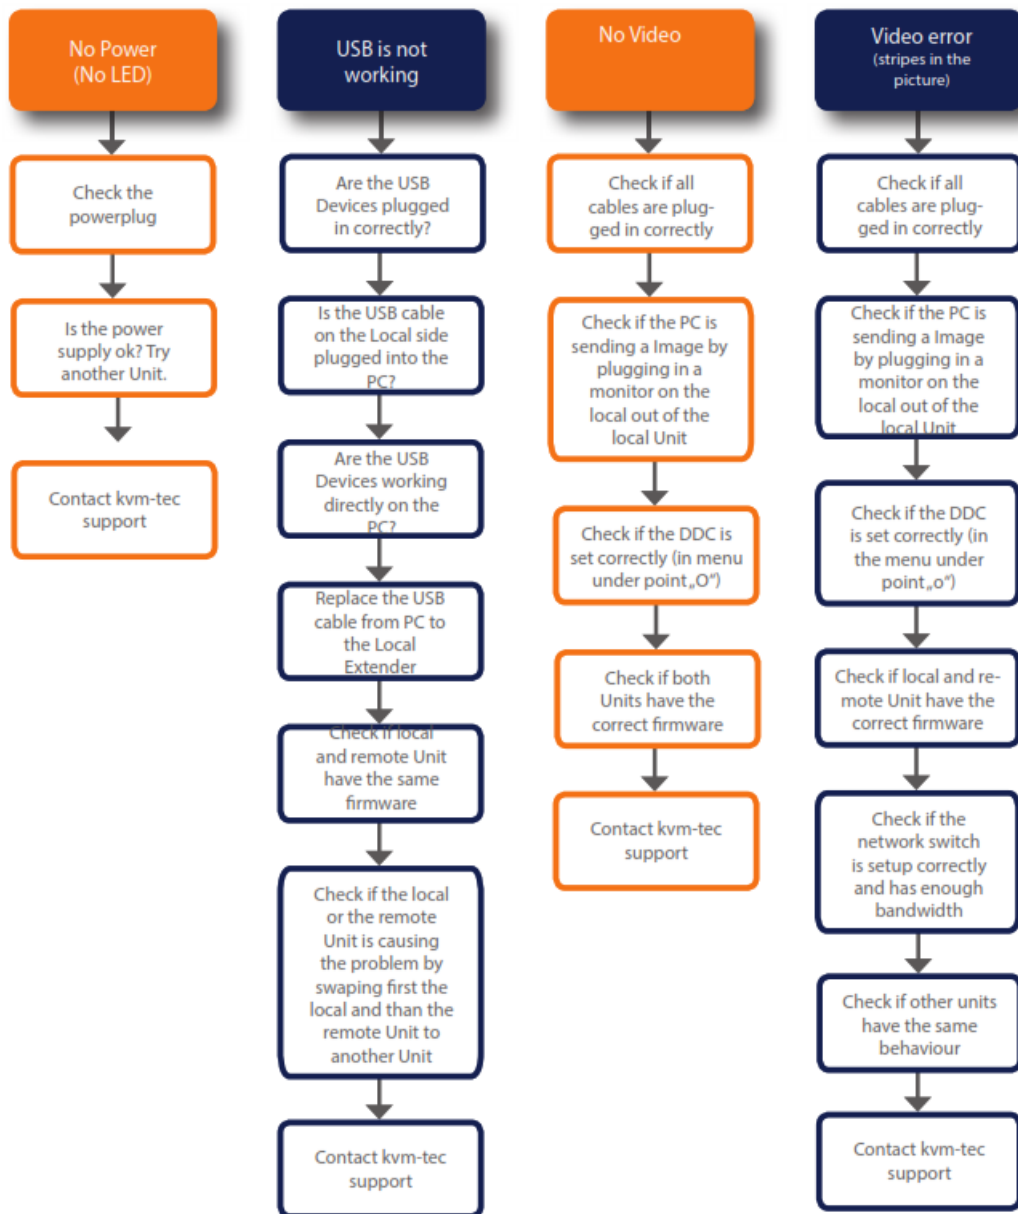 No Power
(No LED)
Check the
powerplug
Is the power
supply ok? Try
another Unit.
Contact kvm-tec
support
USB is not
working
Are the USB
Devices plugged
in correctly?
Is the USB cable
on the Local side
plugged into the
PC?
Are the USB
Devices working
directly on the
PC?
Replace the USB
cable from PC to
the Local
Extender
Check if local
and remote Unit
have the same
firmware
Check if the local
or the remote
Unit is causing
the problem by
swaping first the
local and than the
remote Unit to
another Unit
Contact kvm-tec
support
No Video
Check if all
cables are plug-
ged in correctly
Check if the PC is
sending a Image by
plugging in a
monitor on the
local out of the
local Unit
Check if the DDC is
set correctly (in menu
under point „O“)
Check if both
Units have the
correct firmware
Contact kvm-tec
support
Video error
(stripes in the
picture)
Check if all
cables are plug-
ged in correctly
Check if the PC is
sending a Image
by plugging in a
monitor on the
local out of the
local Unit
Check if the DDC
is set correctly (in
the menu under
point „o“)
Check if local and re-
mote Unit have the
correct firmware
Check if the
network switch
is setup correctly
and has enough
bandwidth
Check if other units
have the same
behaviour
Contact kvm-tec
support